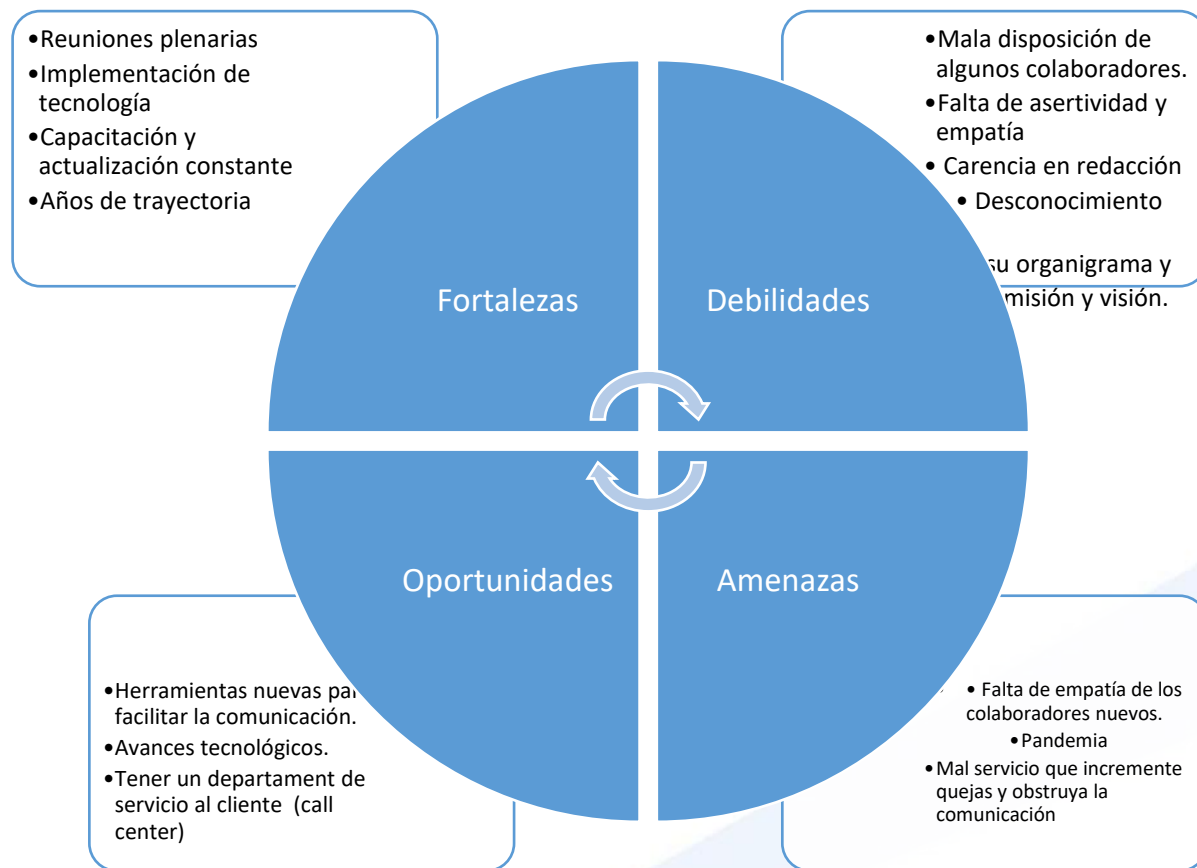 •Reuniones plenarias
•Implementación de
tecnología
•Capacitación y
actualización constante
•Años de trayectoria
•Mala disposición de
algunos colaboradores.
•Falta de asertividad y
empatía
• Carencia en redacción
• Desconocimiento
su organigrama y
misión y visión.
Fortalezas
Debilidades
Oportunidades
Amenazas
•Herramientas nuevas
facilitar la comunicación.
•Avances tecnológicos.
•Tener un departament de
servicio al cliente (call
center)
• Falta de empatía de los
colaboradores nuevos.
•Pandemia
•Mal servicio que incremente
quejas y obstruya la
comunicación